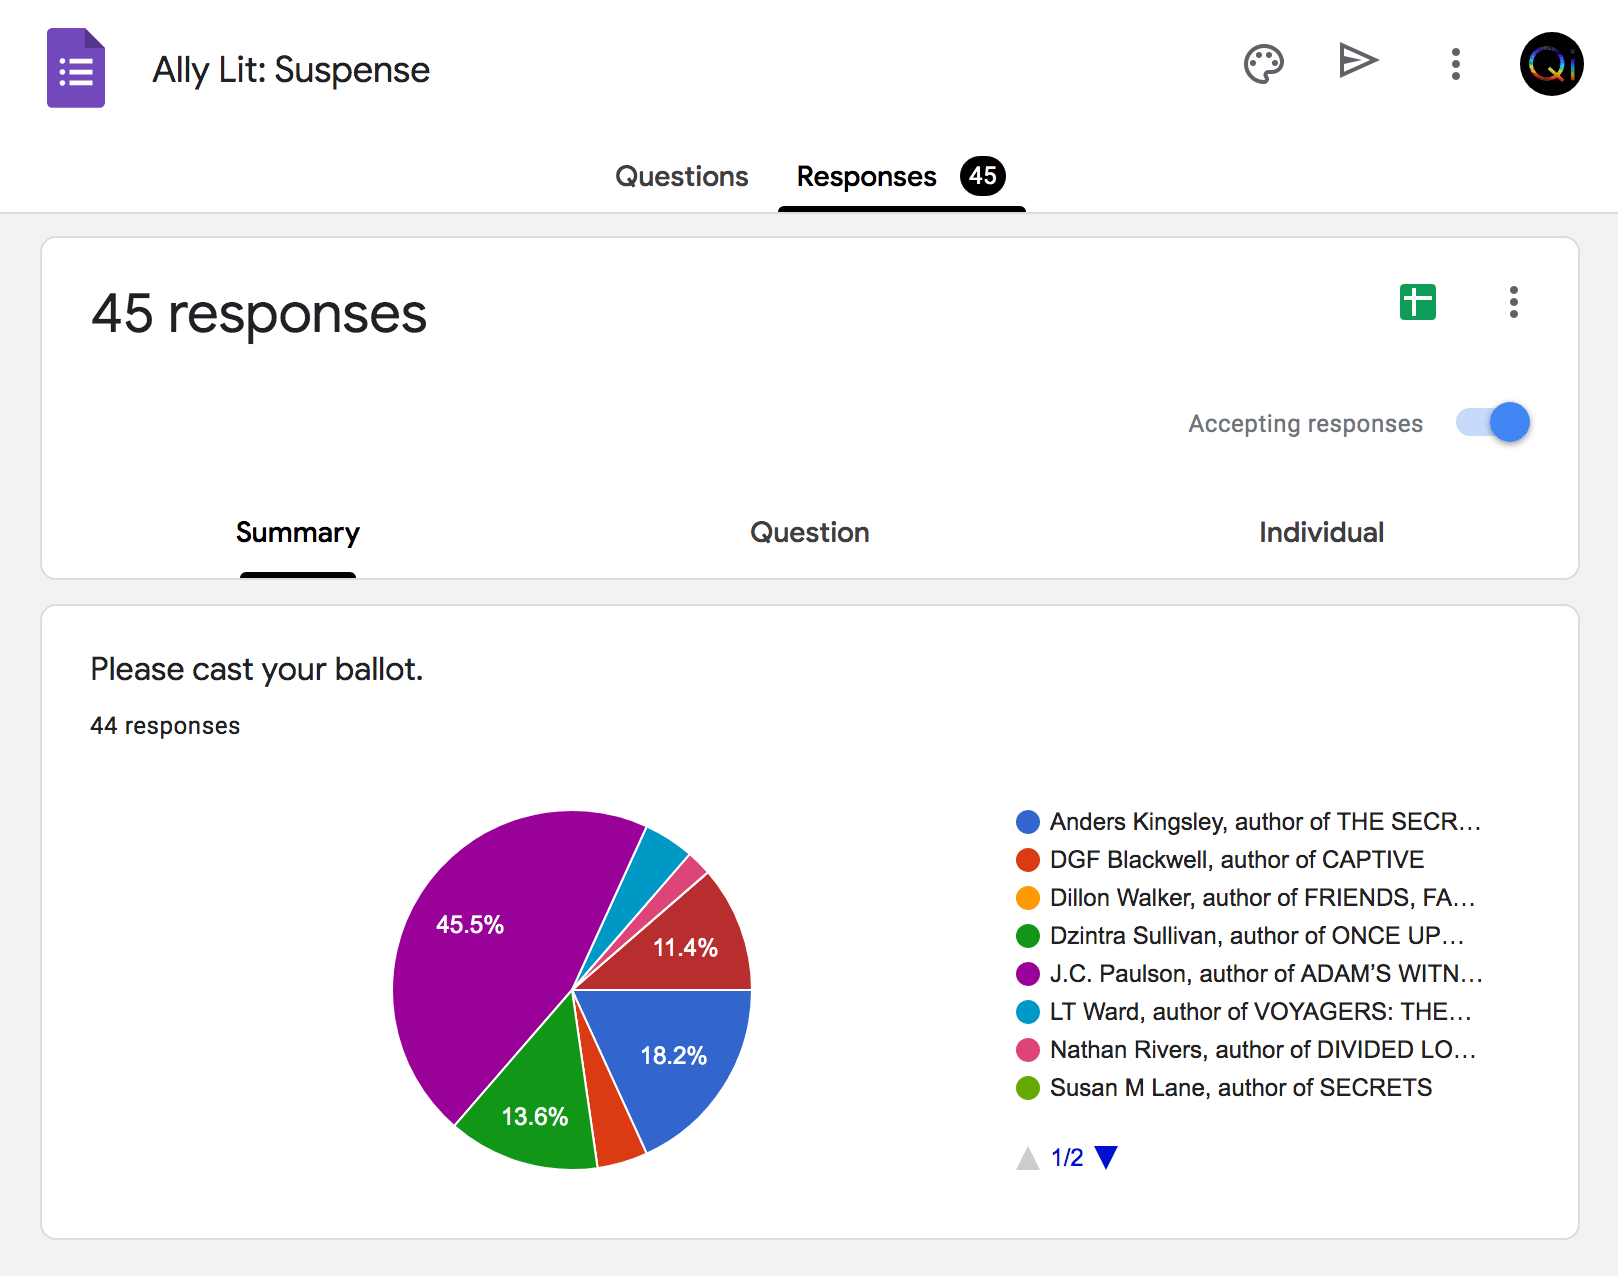 Ally Lit: Suspense
Qi
Questions
Responses 45
45 responses
Accepting responses
Summary
Question
Individual
Please cast your ballot.
44 responses
45.5%
11.4%
18.2%
13.6%
Anders Kingsley, author of THE SECR...
DGF Blackwell, author of CAPTIVE
Dillon Walker, author of FRIENDS, FA...
Dzintra Sullivan, author of ONCE UP...
J.C. Paulson, author of ADAM’S WITN...
LT Ward, author of VOYAGERS: THE...
Nathan Rivers, author of DIVIDED LO...
Susan M Lane, author of SECRETS
1/2